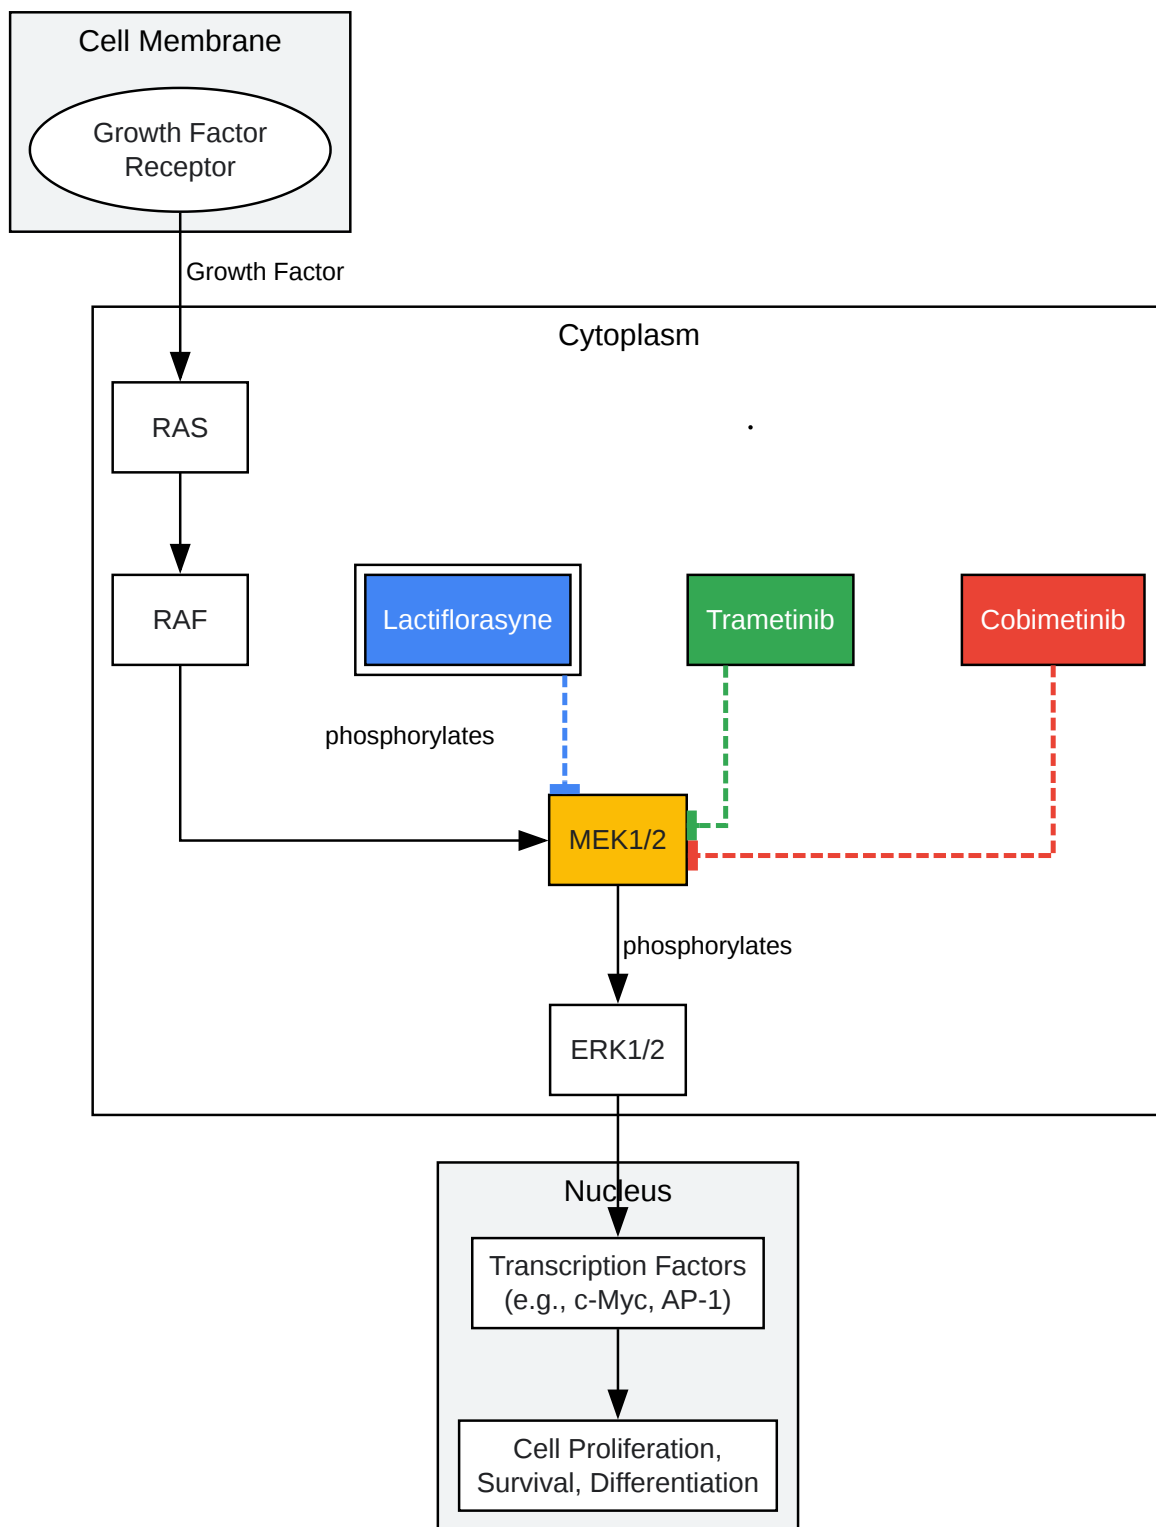 Cell Membrane
Growth Factor
Receptor
Growth Factor
Cytoplasm
RAS
RAF
Lactiflorasyne
Trametinib
Cobimetinib
phosphorylates
MEK1/2
phosphorylates
ERK1/2
Nucleus
Transcription Factors
(e.g., c-Myc, AP-1)
Cell Proliferation,
Survival, Differentiation